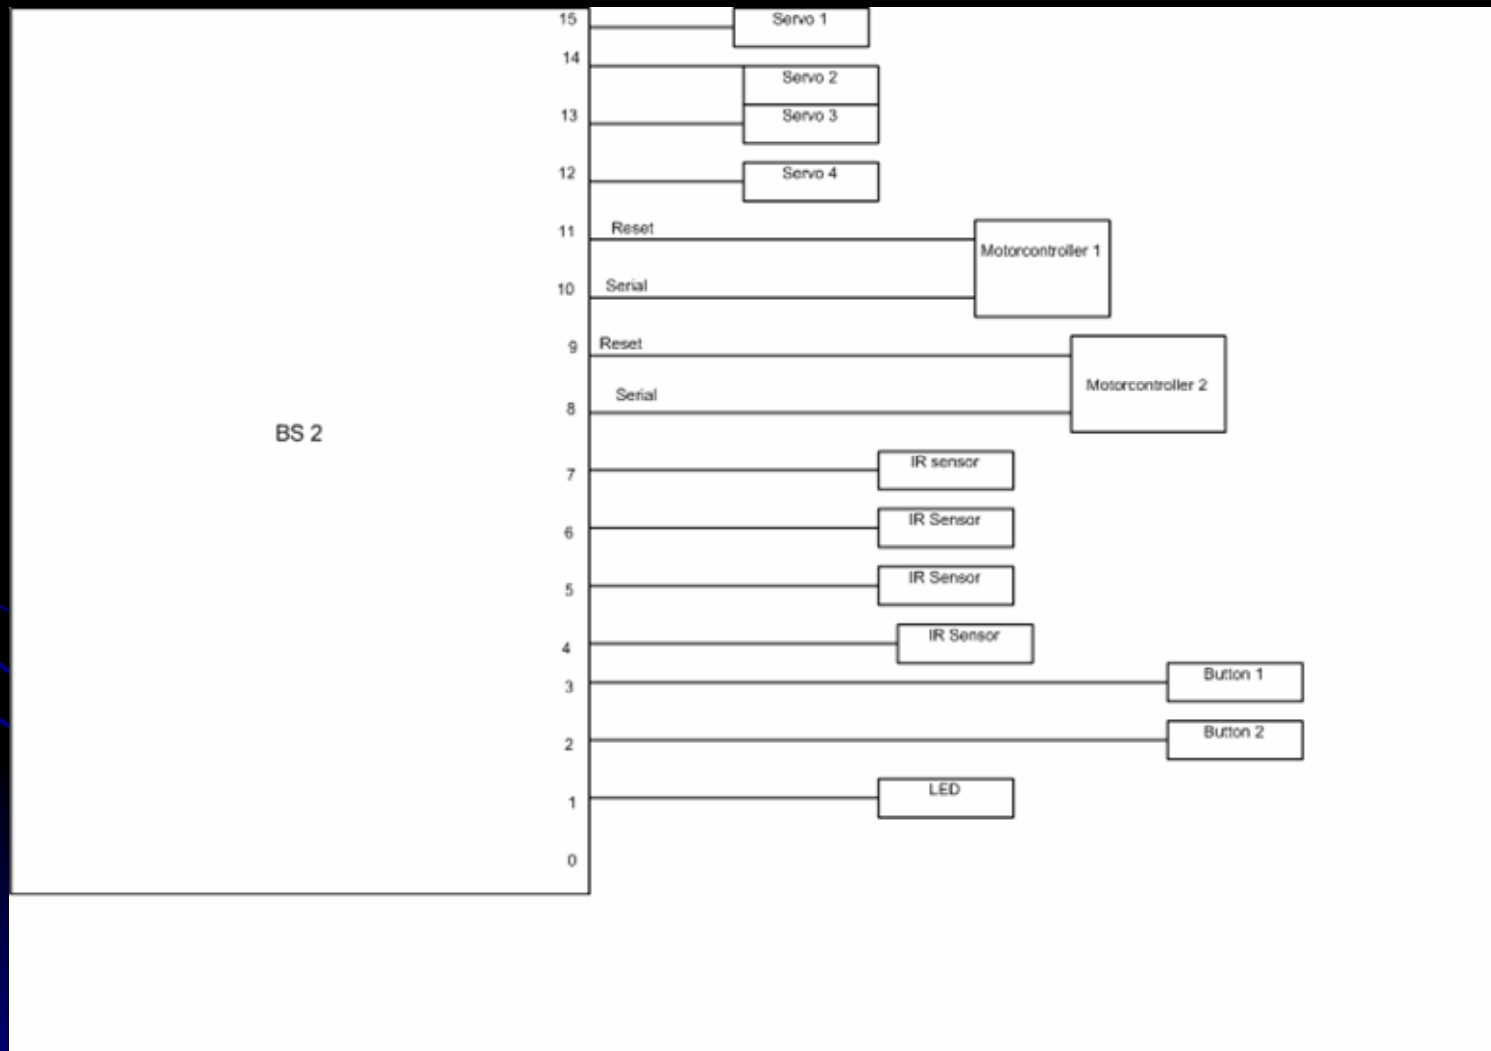 15
Servo 1
14
Servo 2
13
Servo 3
12
Servo 4
11
Reset
Motorcontroller 1
10
Serial
9
Reset
Motorcontroller 2
8
Serial
BS 2
7
IR sensor
6
IR Sensor
5
IR Sensor
4
IR Sensor
3
Button 1
2
Button 2
1
LED
0